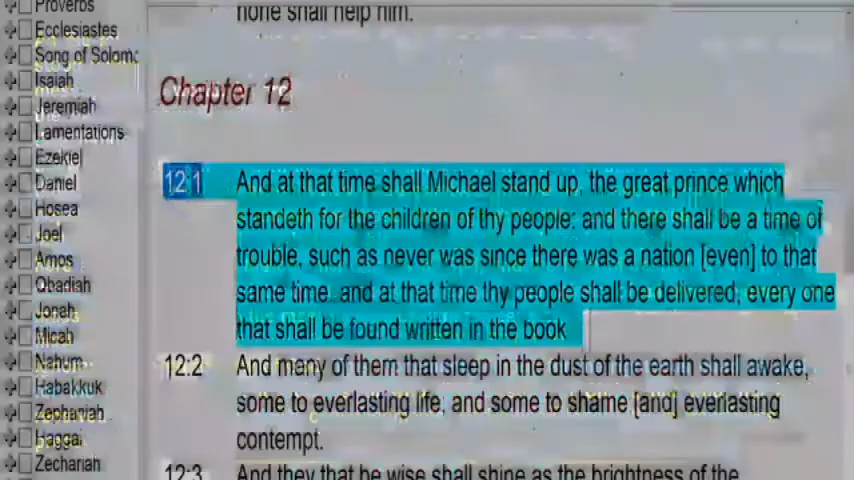 Proverbs
Ecclesiastes
Song of Solomo
Isaiah
Jeremiah
Lamentations
Ezekiel
Daniel
Hosea
Joel
Amos
Obadiah
Jonah
Micah
Nahum
Habakkuk
Zephaniah
Haggai
Zechariah
none shall help him.
Chapter 12
12:1 And at that time shall Michael stand up, the great prince which
standeth for the children of thy people: and there shall be a time of
trouble, such as never was since there was a nation [even] to that
same time: and at that time thy people shall be delivered, every one
that shall be found written in the book
12:2 And many of them that sleep in the dust of the earth shall awake,
some to everlasting life, and some to shame [and] everlasting
contempt.
12:3 And they that be wise shall shine as the brightness of the